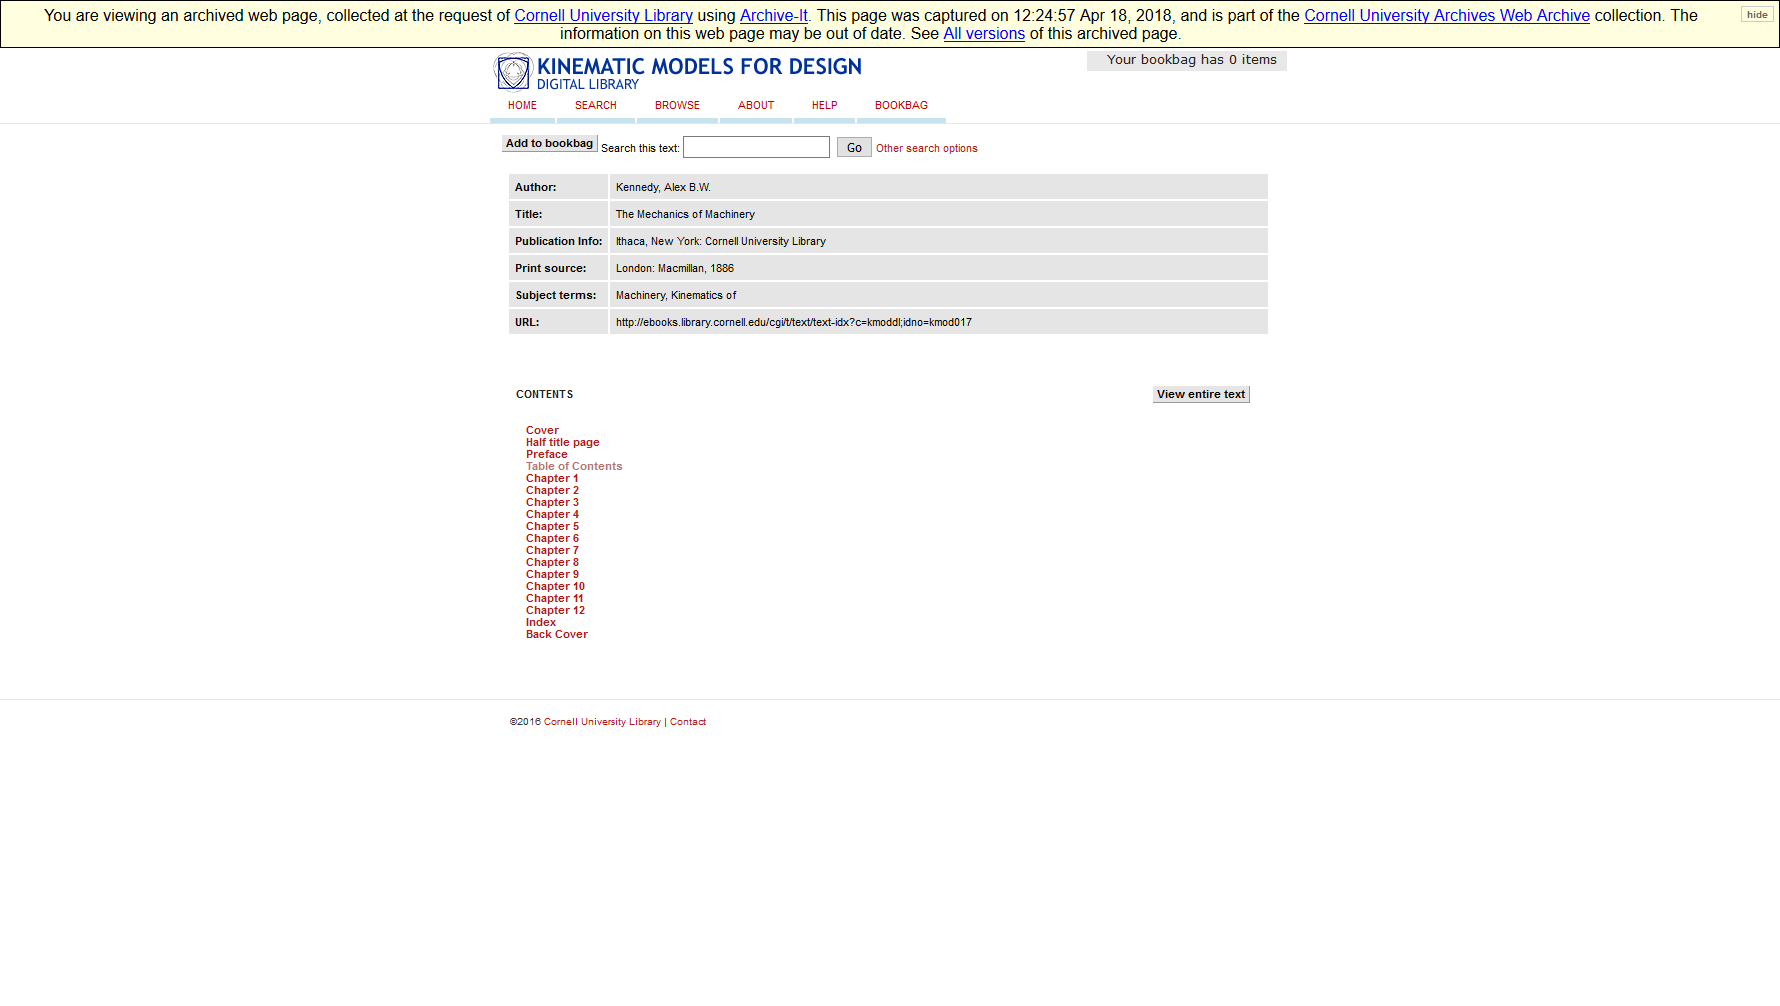 You are viewing an archived web page, collected at the request of Cornell University Library using Archive-It. This page was captured on 12:24:57 Apr 18, 2018, and is part of the Cornell University Archives Web Archive collection. The
information on this web page may be out of date. See All versions of this archived page.
hide
KINEMATIC MODELS FOR DESIGN
DIGITAL LIBRARY
Your bookbag has 0 items
HOME SEARCH BROWSE ABOUT HELP BOOKBAG
Add to bookbag Search this text: Go Other search options
Author: Kennedy, Alex B.W.
Title: The Mechanics of Machinery
Publication Info: Ithaca, New York: Cornell University Library
Print source: London: Macmillan, 1886
Subject terms: Machinery, Kinematics of
URL: http://ebooks.library.cornell.edu/cgi/t/text/text-idx?c=kmoddl;idno=kmod017
CONTENTS View entire text
Cover
Half title page
Preface
Table of Contents
Chapter 1
Chapter 2
Chapter 3
Chapter 4
Chapter 5
Chapter 6
Chapter 7
Chapter 8
Chapter 9
Chapter 10
Chapter 11
Chapter 12
Index
Back Cover
©2016 Cornell University Library | Contact